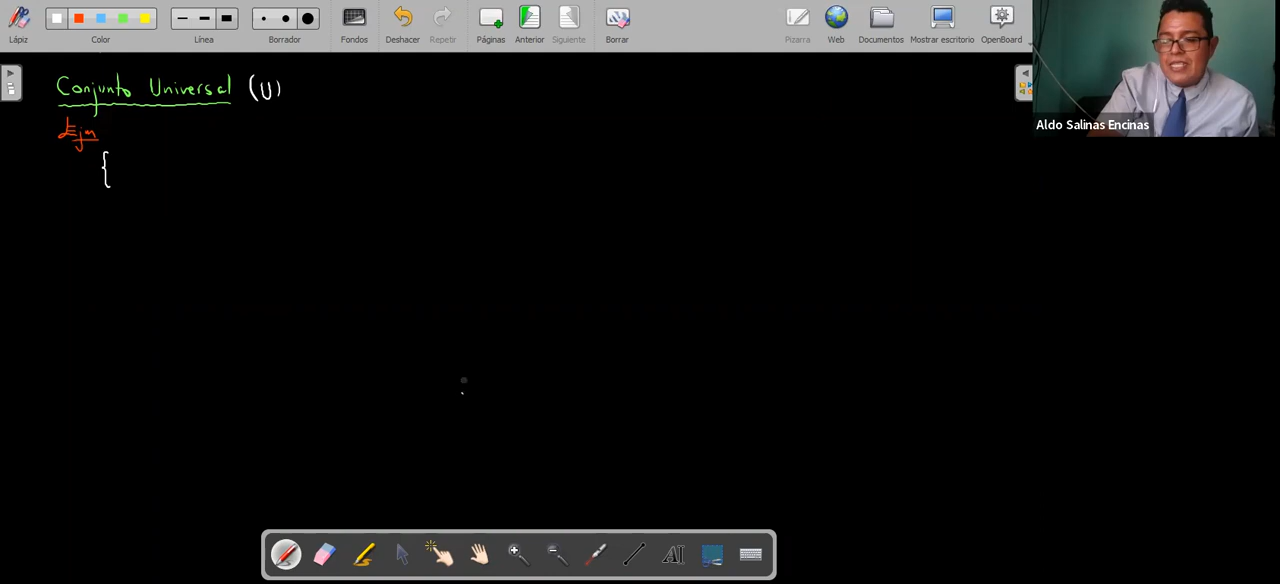 Lápiz Color Línea Borrador Fondos Deshacer Repetir Páginas Anterior Siguiente Borrar Pizarra Web Documentos Mostrar escritorio OpenBoard
Conjunto Universal (U)
Ejm
{
Aldo Salinas Encinas
AI